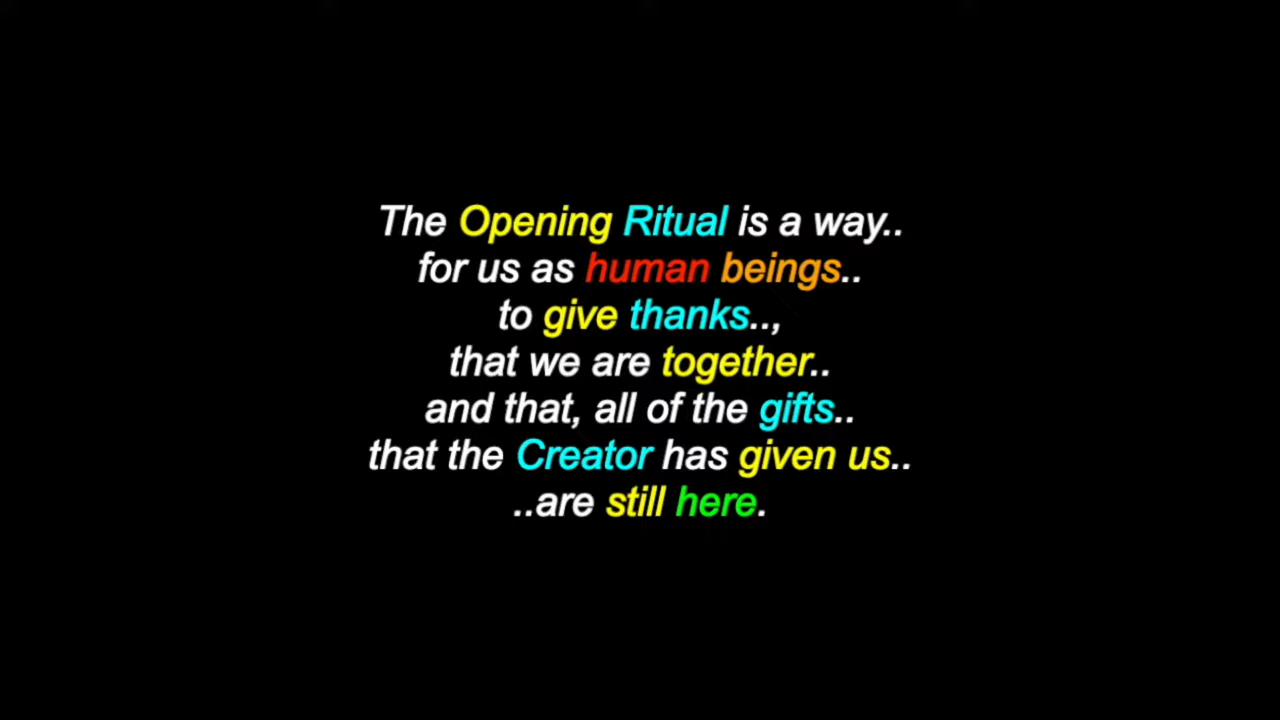 The Opening Ritual is a way..
for us as human beings..
to give thanks..,
that we are together..
and that, all of the gifts..
that the Creator has given us..
..are still here.